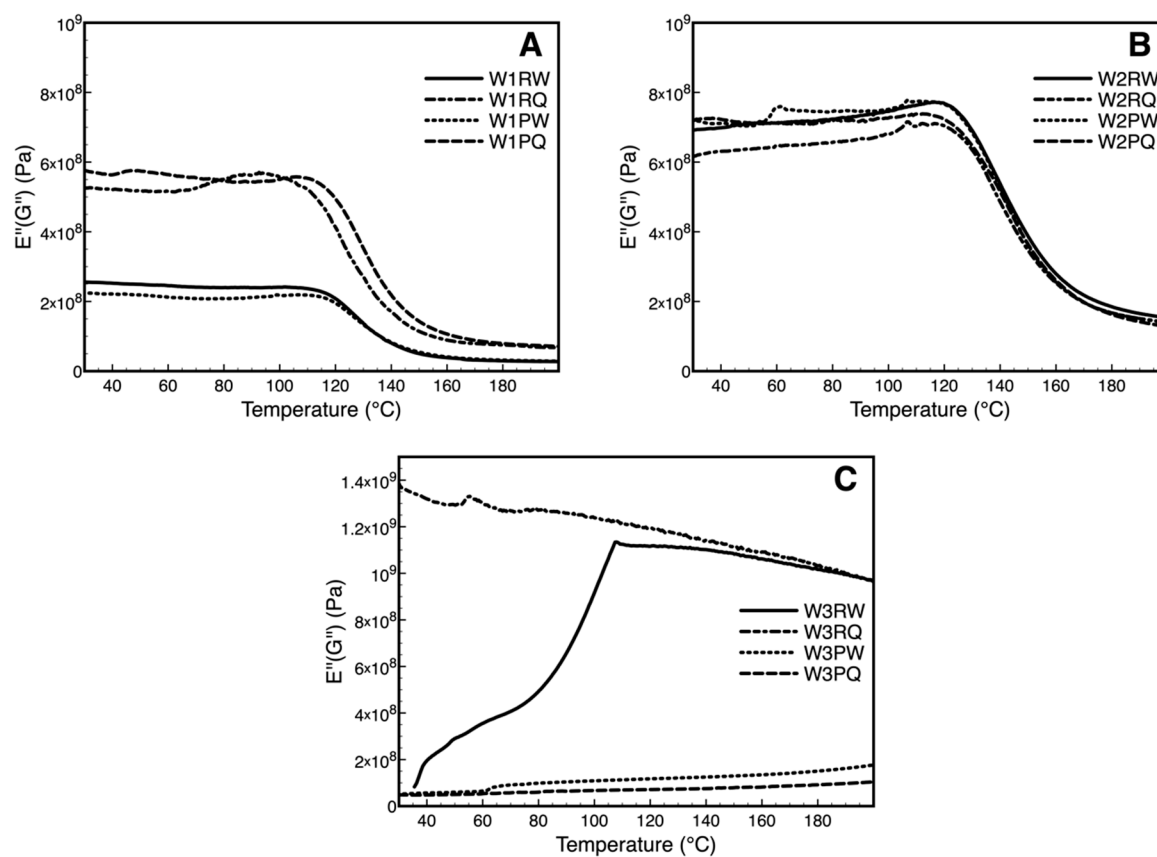 A
E''(G'') (Pa)
10⁹
8×10⁸
6×10⁸
4×10⁸
2×10⁸
0
W1RW
W1RQ
W1PW
W1PQ
40 60 80 100 120 140 160 180
Temperature (°C)
B
E''(G'') (Pa)
10⁹
8×10⁸
6×10⁸
4×10⁸
2×10⁸
0
W2RW
W2RQ
W2PW
W2PQ
40 60 80 100 120 140 160 180
Temperature (°C)
C
E''(G'') (Pa)
1.4×10⁹
1.2×10⁹
10⁹
8×10⁸
6×10⁸
4×10⁸
2×10⁸
0
W3RW
W3RQ
W3PW
W3PQ
40 60 80 100 120 140 160 180
Temperature (°C)